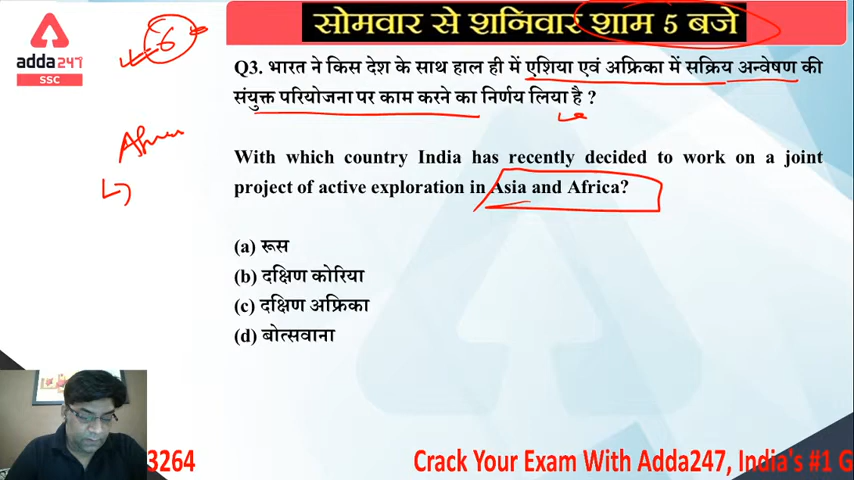 सोमवार से शनिवार शाम 5 बजे
6
adda247
SSC
Q3. भारत ने किस देश के साथ हाल ही में एशिया एवं अफ्रिका में सक्रिय अन्वेषण की
संयुक्त परियोजना पर काम करने का निर्णय लिया है ?
With which country India has recently decided to work on a joint
project of active exploration in Asia and Africa?
(a) रूस
(b) दक्षिण कोरिया
(c) दक्षिण अफ्रिका
(d) बोत्सवाना
3264
Crack Your Exam With Adda247, India's #1 G